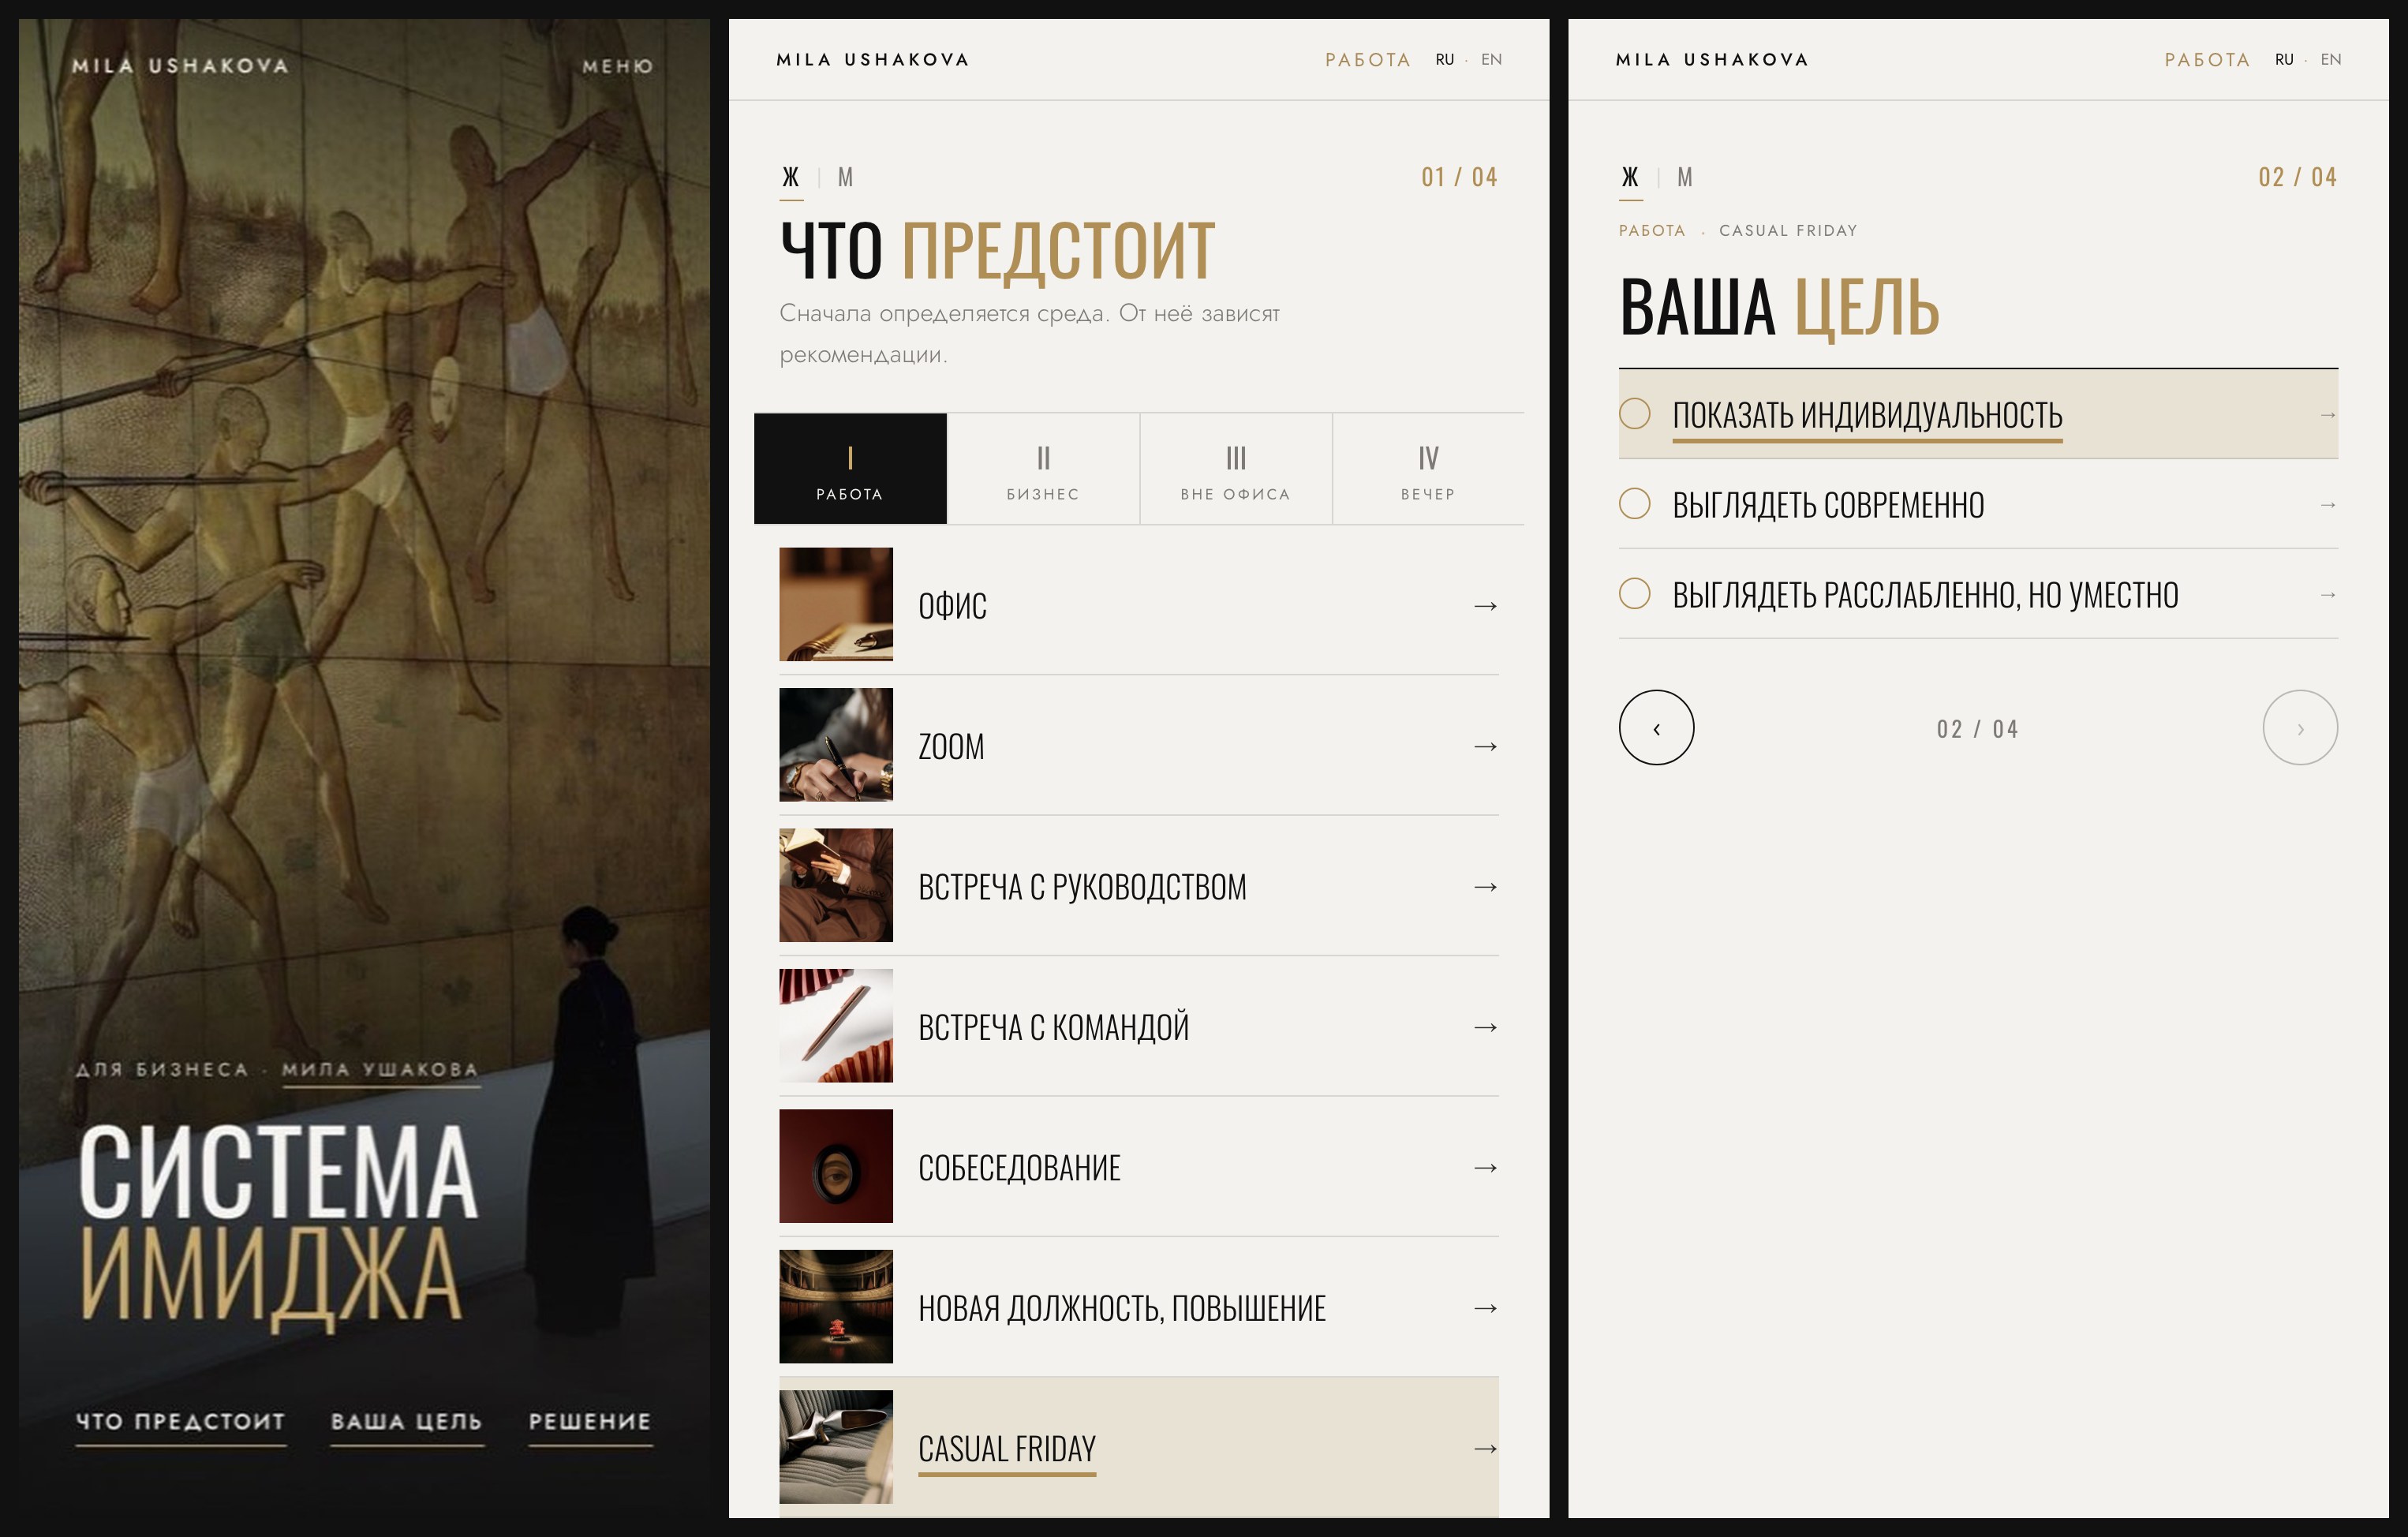 MILA USHAKOVA
МЕНЮ
ДЛЯ БИЗНЕСА · МИЛА УШАКОВА
СИСТЕМА
ИМИДЖА
ЧТО ПРЕДСТОИТ
ВАША ЦЕЛЬ
РЕШЕНИЕ
MILA USHAKOVA
РАБОТА RU · EN
Ж | М
01 / 04
ЧТО ПРЕДСТОИТ
Сначала определяется среда. От неё зависят
рекомендации.
I
РАБОТА
II
БИЗНЕС
III
ВНЕ ОФИСА
IV
ВЕЧЕР
ОФИС →
ZOOM →
ВСТРЕЧА С РУКОВОДСТВОМ →
ВСТРЕЧА С КОМАНДОЙ →
СОБЕСЕДОВАНИЕ →
НОВАЯ ДОЛЖНОСТЬ, ПОВЫШЕНИЕ →
CASUAL FRIDAY →
MILA USHAKOVA
РАБОТА RU · EN
Ж | М
02 / 04
РАБОТА · CASUAL FRIDAY
ВАША ЦЕЛЬ
ПОКАЗАТЬ ИНДИВИДУАЛЬНОСТЬ →
ВЫГЛЯДЕТЬ СОВРЕМЕННО →
ВЫГЛЯДЕТЬ РАССЛАБЛЕННО, НО УМЕСТНО →
‹ 02 / 04 ›